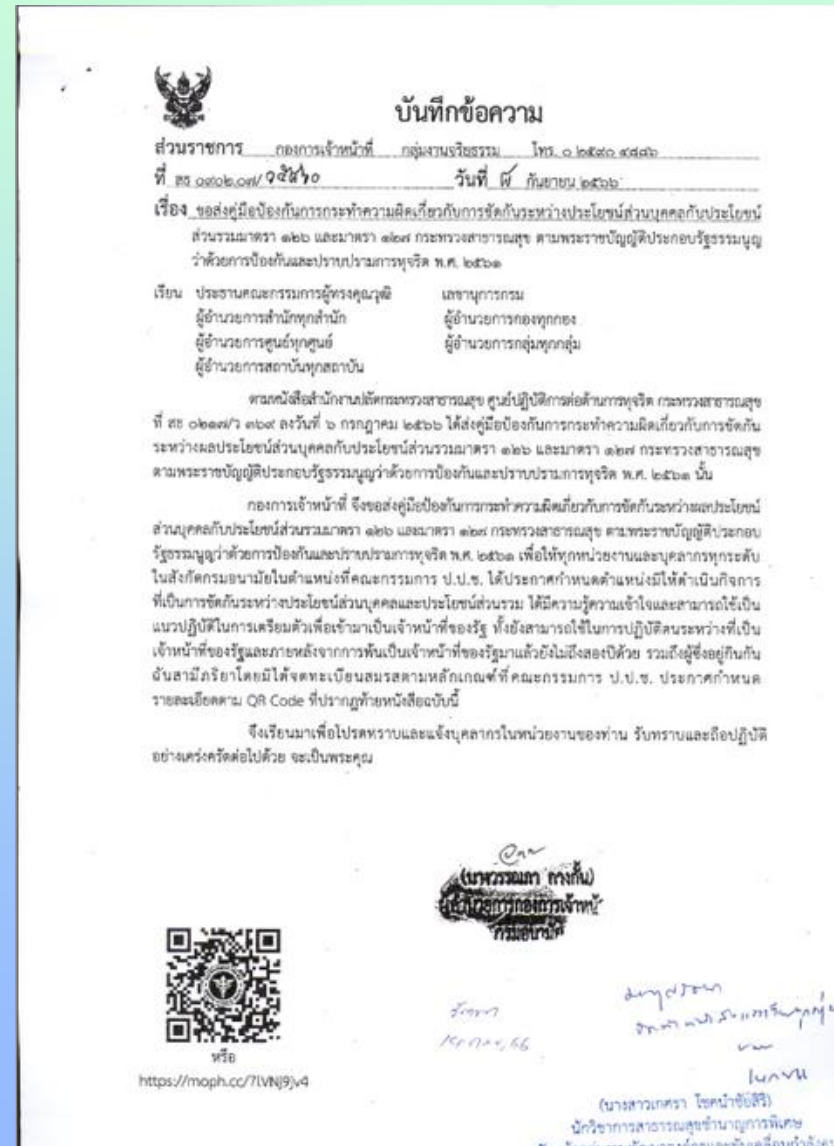 บันทึกข้อความ
ส่วนราชการ กองการเจ้าหน้าที่ กลุ่มงานจริยธรรม โทร. ๐ ๒๕๙๐ ๔๘๘๖
ที่ สธ ๐๙๐๒.๐๗/ วันที่ ๘ กันยายน ๒๕๖๖
เรื่อง ขอส่งคู่มือป้องกันการกระทำความผิดเกี่ยวกับการขัดกันระหว่างประโยชน์ส่วนบุคคลกับประโยชน์
ส่วนรวมมาตรา ๑๒๖ และมาตรา ๑๒๗ กระทรวงสาธารณสุข ตามพระราชบัญญัติประกอบรัฐธรรมนูญ
ว่าด้วยการป้องกันและปราบปรามการทุจริต พ.ศ. ๒๕๖๑
เรียน ประธานคณะกรรมการผู้ทรงคุณวุฒิ เลขานุการกรม
ผู้อำนวยการสำนักทุกสำนัก ผู้อำนวยการกองทุกกอง
ผู้อำนวยการศูนย์ทุกศูนย์ ผู้อำนวยการกลุ่มทุกกลุ่ม
ผู้อำนวยการสถาบันทุกสถาบัน
ตามหนังสือสำนักงานปลัดกระทรวงสาธารณสุข ศูนย์ปฏิบัติการต่อต้านการทุจริต กระทรวงสาธารณสุข
ที่ สธ ๐๒๑๗/ว ๓๖๙ ลงวันที่ ๖ กรกฎาคม ๒๕๖๖ ได้ส่งคู่มือป้องกันการกระทำความผิดเกี่ยวกับการขัดกัน
ระหว่างผลประโยชน์ส่วนบุคคลกับประโยชน์ส่วนรวมมาตรา ๑๒๖ และมาตรา ๑๒๗ กระทรวงสาธารณสุข
ตามพระราชบัญญัติประกอบรัฐธรรมนูญว่าด้วยการป้องกันและปราบปรามการทุจริต พ.ศ. ๒๕๖๑ นั้น
กองการเจ้าหน้าที่ จึงขอส่งคู่มือป้องกันการกระทำความผิดเกี่ยวกับการขัดกันระหว่างผลประโยชน์
ส่วนบุคคลกับประโยชน์ส่วนรวมมาตรา ๑๒๖ และมาตรา ๑๒๗ กระทรวงสาธารณสุข ตามพระราชบัญญัติประกอบ
รัฐธรรมนูญว่าด้วยการป้องกันและปราบปรามการทุจริต พ.ศ. ๒๕๖๑ เพื่อให้ทุกหน่วยงานและบุคลากรทุกระดับ
ในสังกัดกรมอนามัยในตำแหน่งที่คณะกรรมการ ป.ป.ช. ได้ประกาศกำหนดตำแหน่งมิให้ดำเนินกิจการ
ที่เป็นการขัดกันระหว่างประโยชน์ส่วนบุคคลและประโยชน์ส่วนรวม ได้มีความรู้ความเข้าใจและสามารถใช้เป็น
แนวปฏิบัติในการเตรียมตัวเพื่อเข้ามาเป็นเจ้าหน้าที่ของรัฐ ทั้งยังสามารถใช้ในการปฏิบัติตนระหว่างที่เป็น
เจ้าหน้าที่ของรัฐและภายหลังจากการพ้นเป็นเจ้าหน้าที่ของรัฐมาแล้วยังไม่ถึงสองปีด้วย รวมถึงผู้ซึ่งอยู่กินกัน
ฉันสามีภริยาโดยมิได้จดทะเบียนสมรสตามหลักเกณฑ์ที่คณะกรรมการ ป.ป.ช. ประกาศกำหนด
รายละเอียดตาม QR Code ที่ปรากฏท้ายหนังสือฉบับนี้
จึงเรียนมาเพื่อโปรดทราบและแจ้งบุคลากรในหน่วยงานของท่าน รับทราบและถือปฏิบัติ
อย่างเคร่งครัดต่อไปด้วย จะเป็นพระคุณ
ผู้อำนวยการกองการเจ้าหน้าที่
กรมอนามัย
หรือ
https://moph.cc/7lVNJ9jv4
(นางสาวเกศรา โชคนำชัยสิริ)
นักวิชาการสาธารณสุขชำนาญการพิเศษ